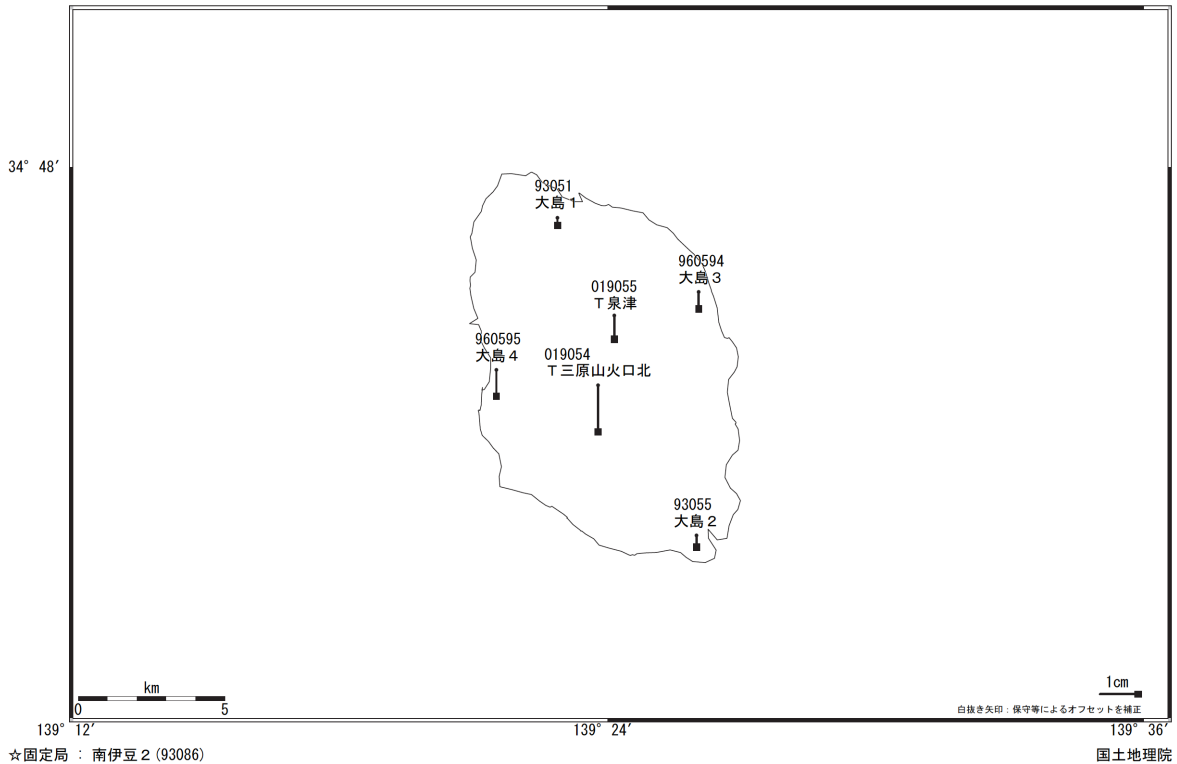 34° 48′
93051
大島１
960594
大島３
019055
Ｔ泉津
960595
大島４
019054
Ｔ三原山火口北
93055
大島２
km
0 5
1cm
白抜き矢印：保守等によるオフセットを補正
139° 12′ 139° 24′ 139° 36′
☆固定局 ： 南伊豆２(93086) 国土地理院